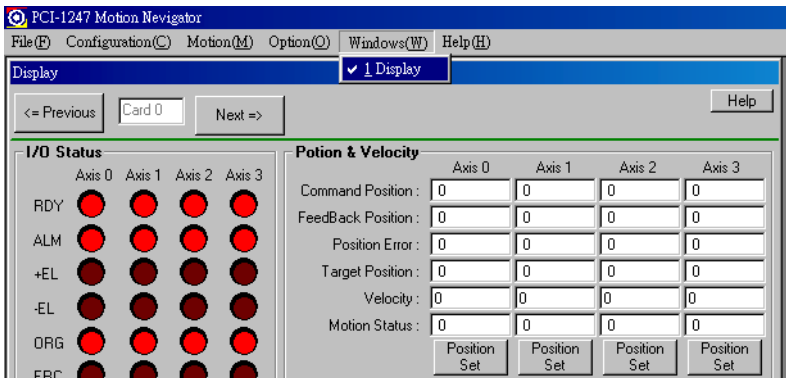 PCI-1247 Motion Nevigator
File(F) Configuration(C) Motion(M) Option(O) Windows(W) Help(H)
✓ 1 Display
Display
<= Previous Card 0 Next => Help
I/O Status
Axis 0 Axis 1 Axis 2 Axis 3
RDY
ALM
+EL
-EL
ORG
ERC
Potion & Velocity
Axis 0 Axis 1 Axis 2 Axis 3
Command Position : 0 0 0 0
FeedBack Position : 0 0 0 0
Position Error : 0 0 0 0
Target Position : 0 0 0 0
Velocity : 0 0 0 0
Motion Status : 0 0 0 0
Position Position Position Position
Set Set Set Set